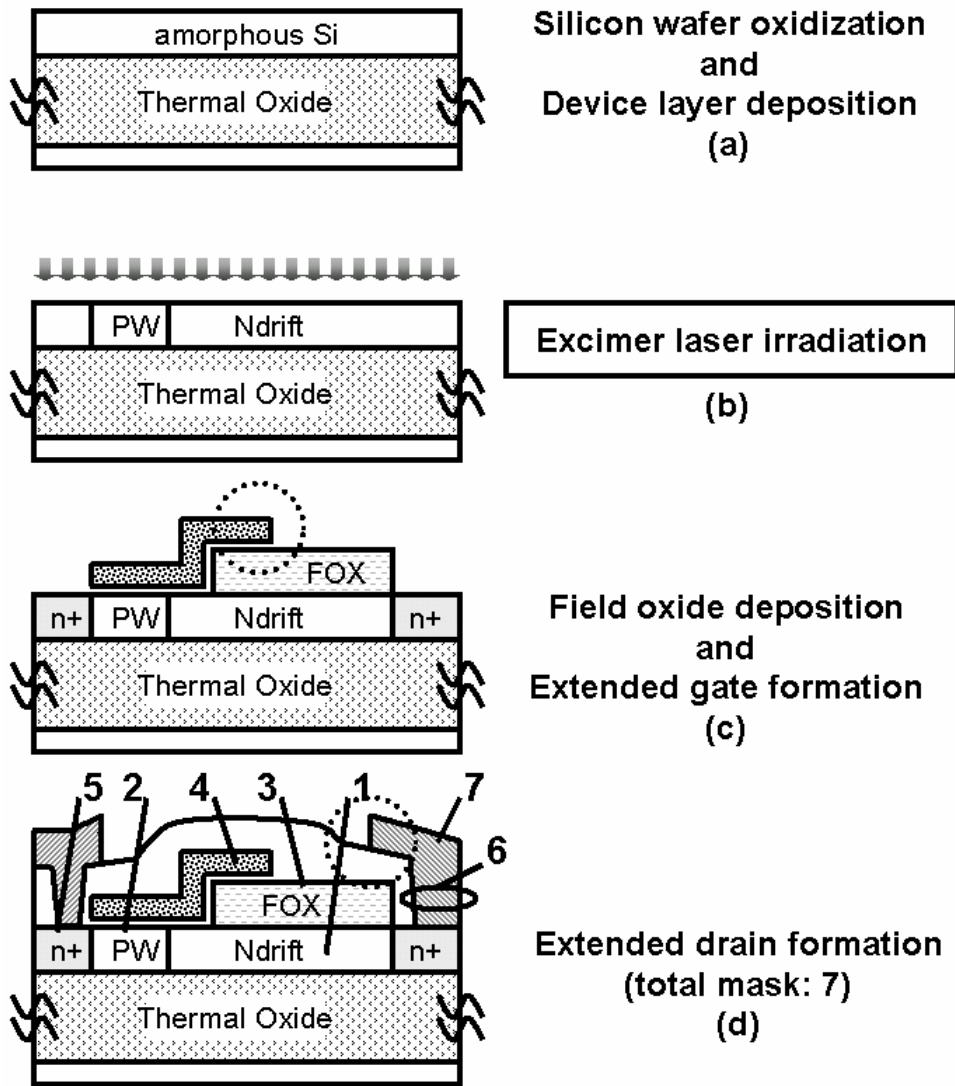 amorphous Si
Thermal Oxide
Silicon wafer oxidization
and
Device layer deposition
(a)
PW Ndrift
Thermal Oxide
Excimer laser irradiation
(b)
FOX
n+ PW Ndrift n+
Thermal Oxide
Field oxide deposition
and
Extended gate formation
(c)
5 2 4 3 1 7
6
FOX
n+ PW Ndrift n+
Thermal Oxide
Extended drain formation
(total mask: 7)
(d)